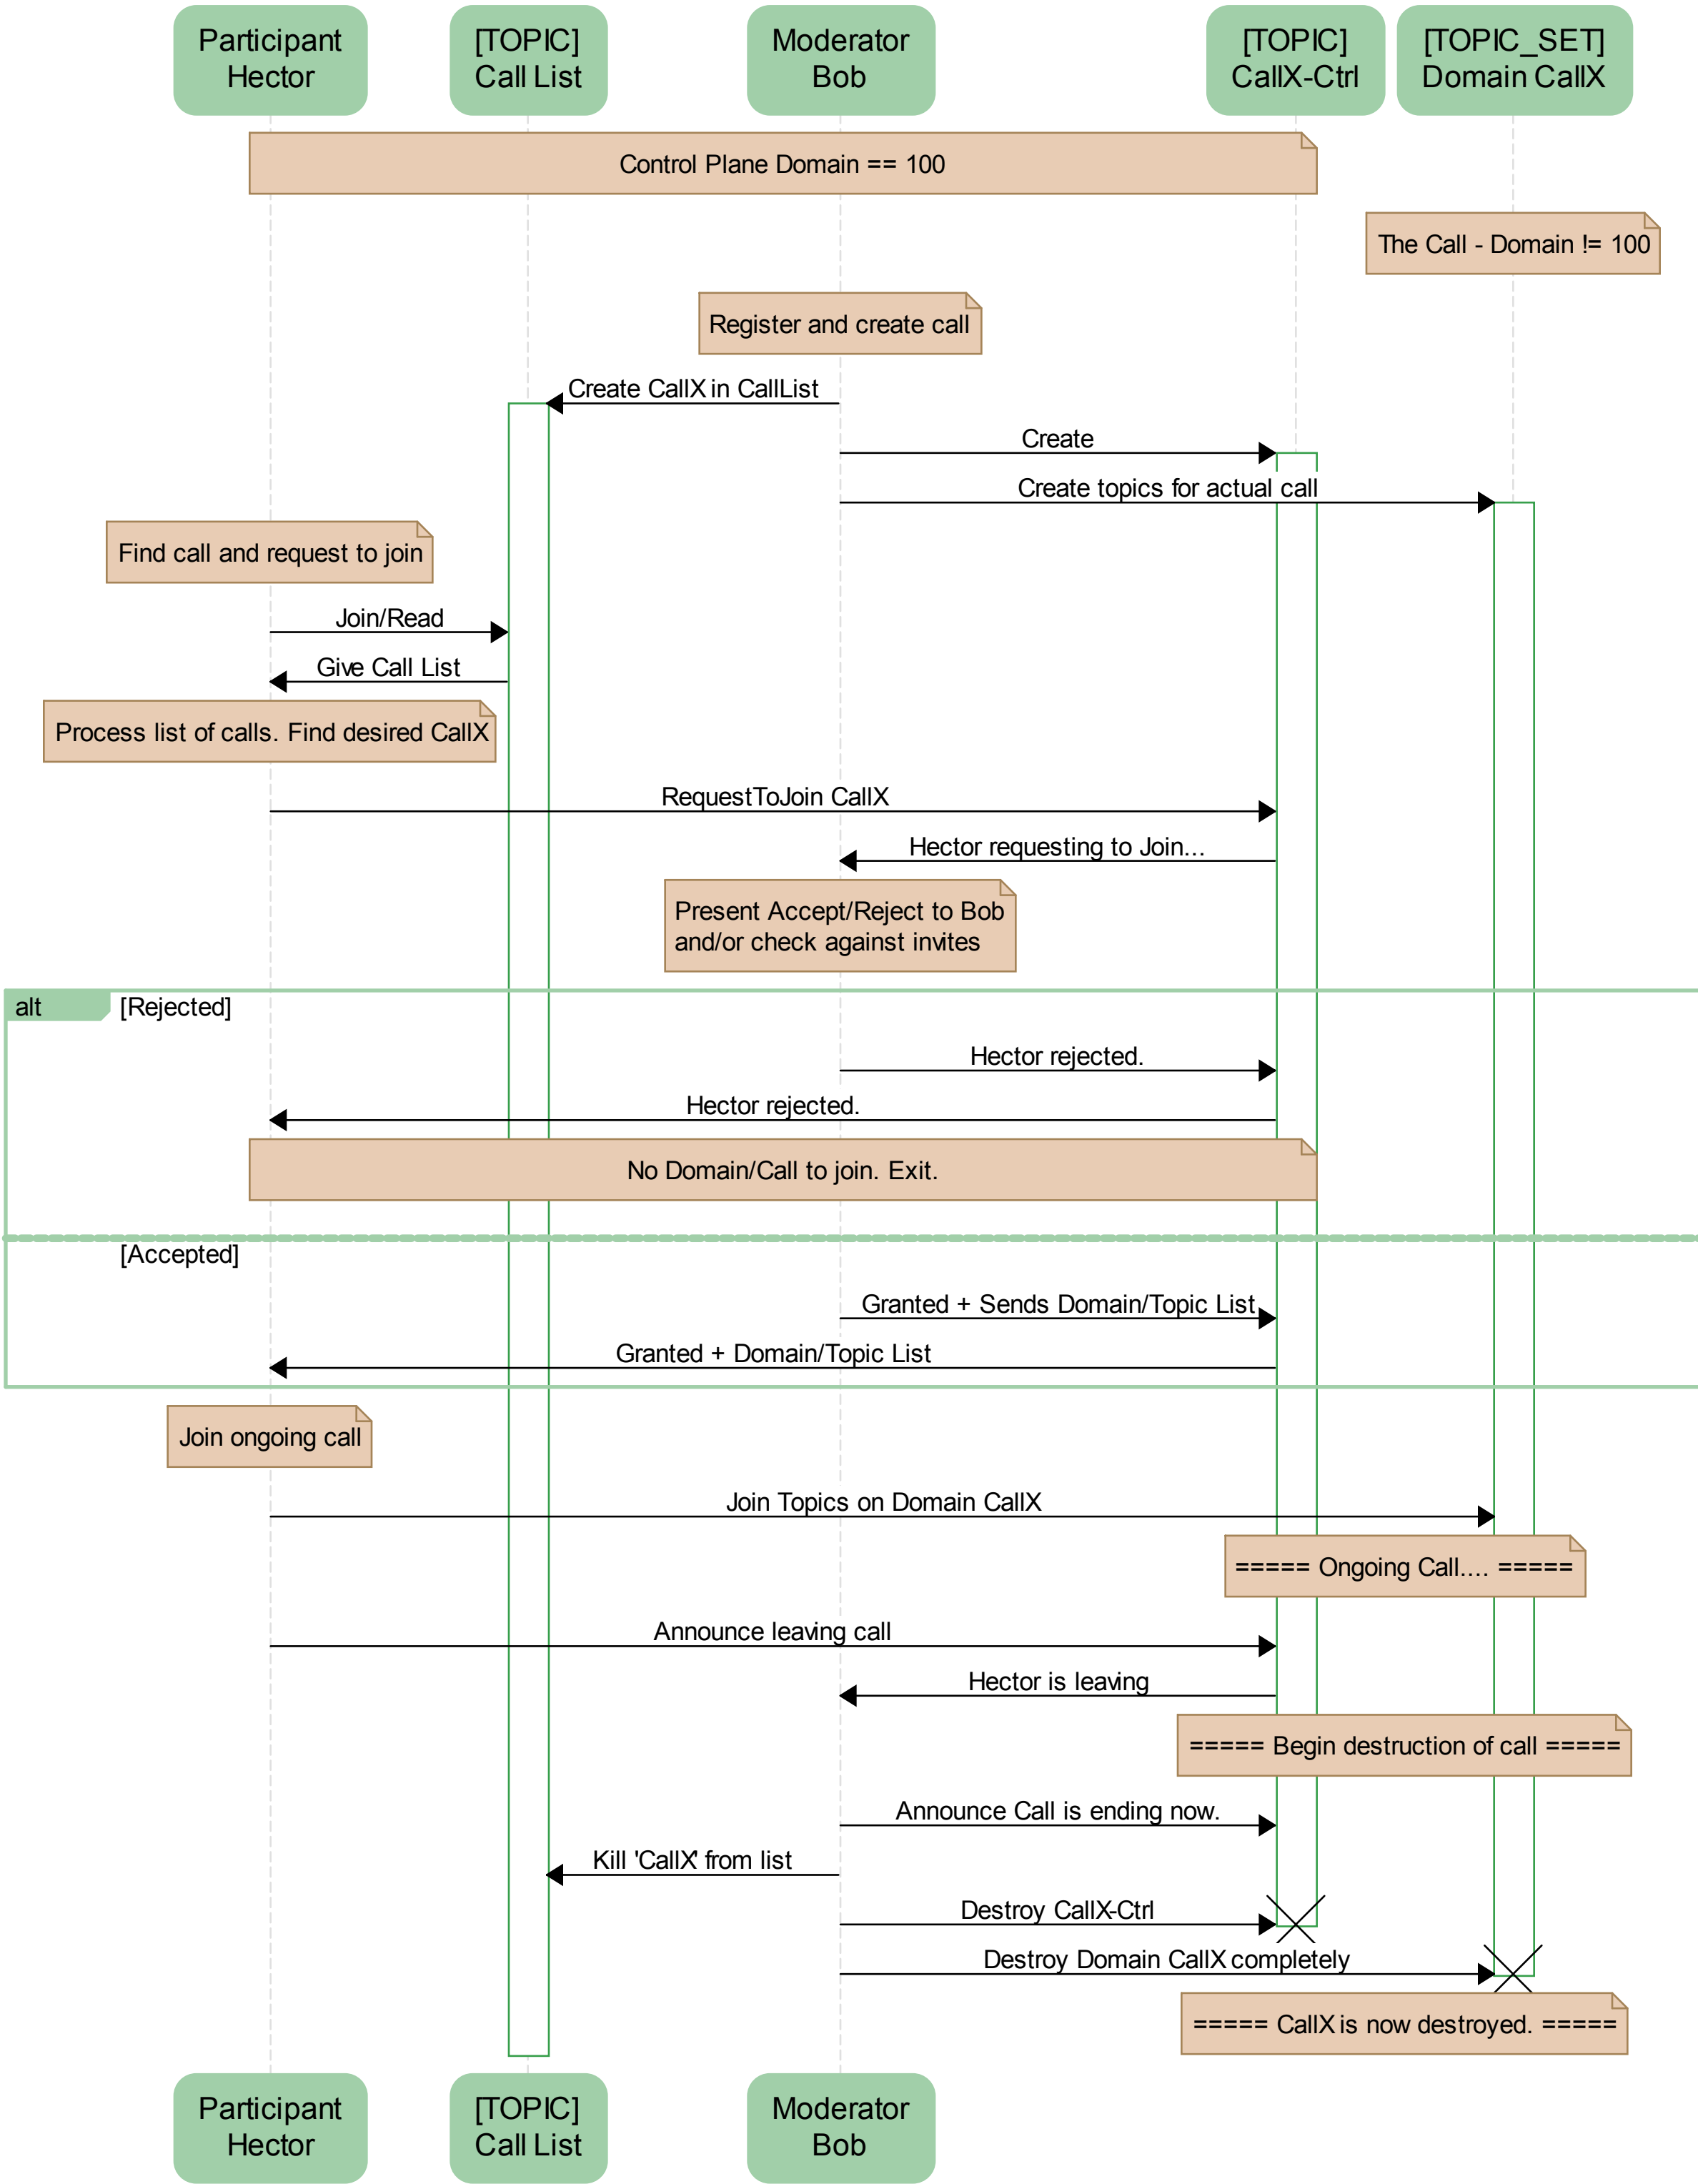 Participant
Hector
[TOPIC]
Call List
Moderator
Bob
[TOPIC]
CallX-Ctrl
[TOPIC_SET]
Domain CallX
Control Plane Domain == 100
The Call - Domain != 100
Register and create call
Create CallX in CallList
Create
Create topics for actual call
Find call and request to join
Join/Read
Give Call List
Process list of calls. Find desired CallX
RequestToJoin CallX
Hector requesting to Join...
Present Accept/Reject to Bob
and/or check against invites
alt [Rejected]
Hector rejected.
Hector rejected.
No Domain/Call to join. Exit.
[Accepted]
Granted + Sends Domain/Topic List
Granted + Domain/Topic List
Join ongoing call
Join Topics on Domain CallX
===== Ongoing Call.... =====
Announce leaving call
Hector is leaving
===== Begin destruction of call =====
Announce Call is ending now.
Kill 'CallX' from list
Destroy CallX-Ctrl
Destroy Domain CallX completely
===== CallX is now destroyed. =====
Participant
Hector
[TOPIC]
Call List
Moderator
Bob